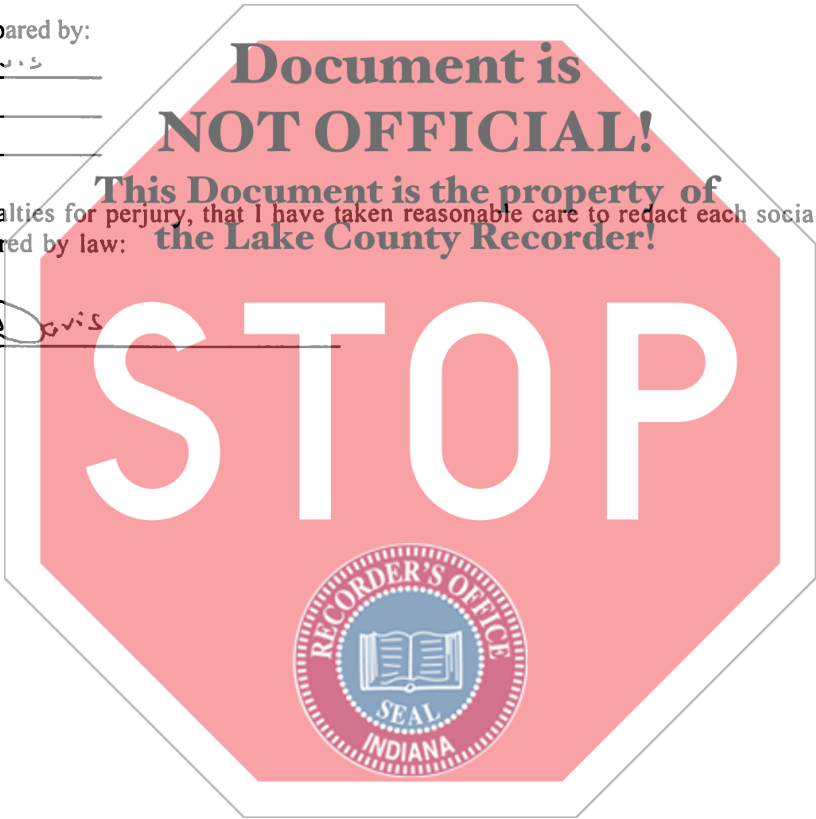 pared by:
Document is
NOT OFFICIAL!
This Document is the property of
alties for perjury, that I have taken reasonable care to redact each socia
the Lake County Recorder!
red by law:
Davis
STOP
RECORDER'S OFFICE
SEAL
INDIANA